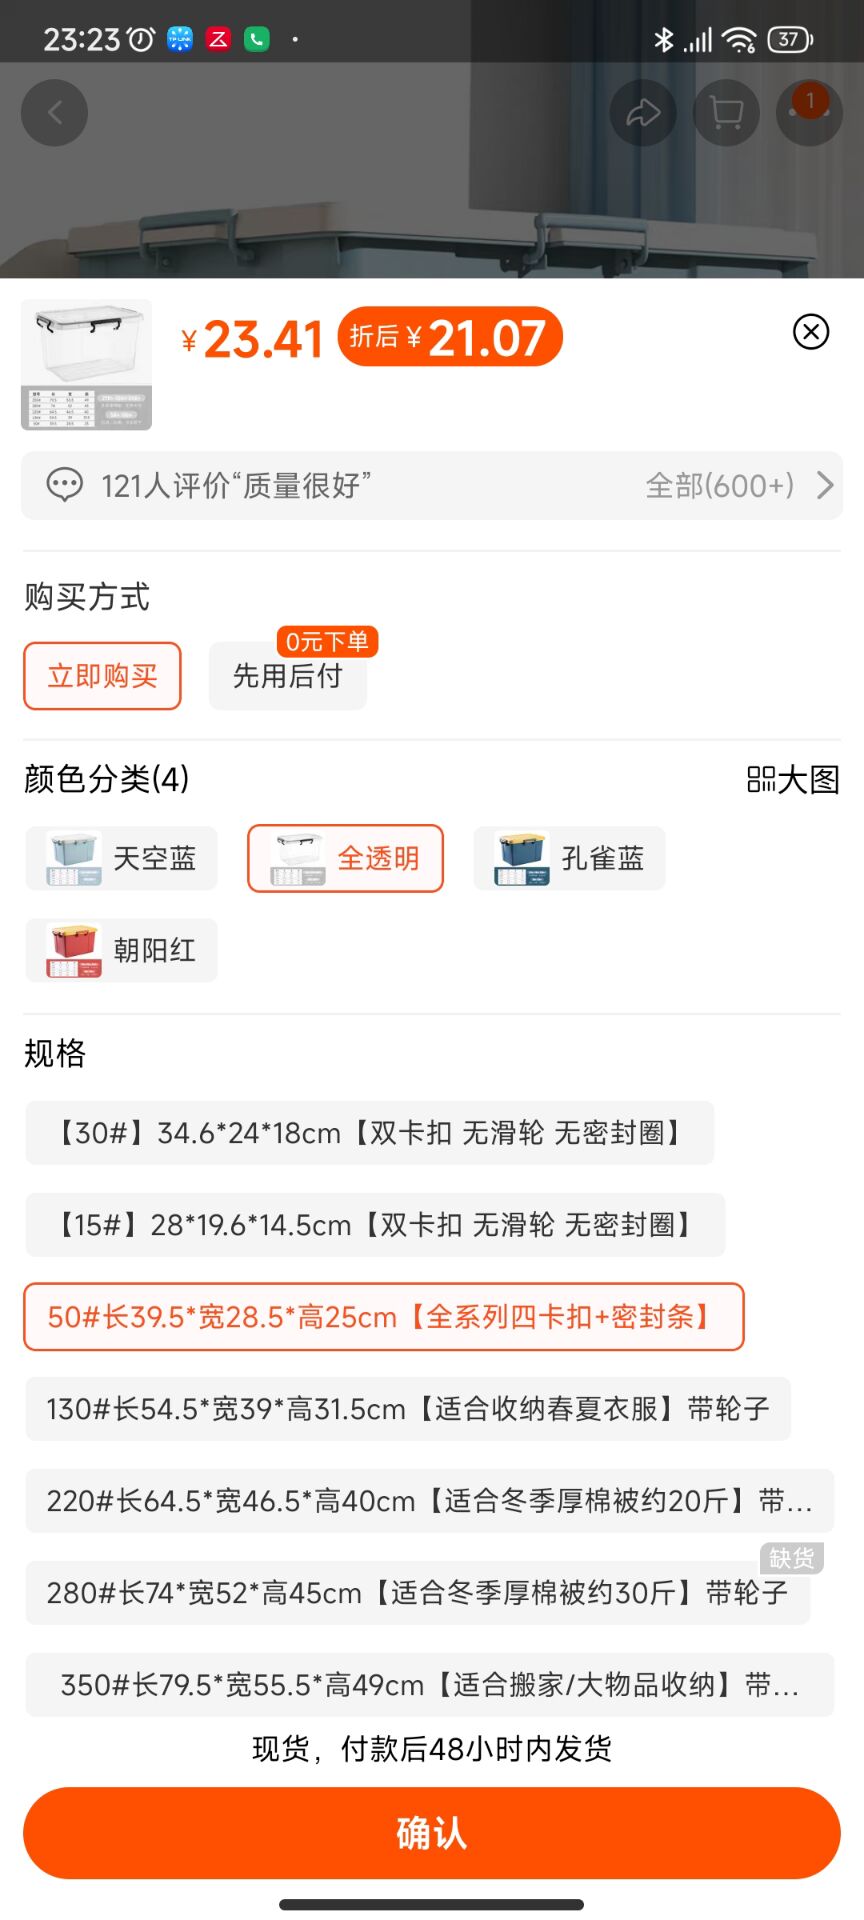 23:23
37
1
¥23.41 折后¥21.07
121人评价“质量很好” 全部(600+)
购买方式
0元下单
立即购买 先用后付
颜色分类(4) 大图
天空蓝 全透明 孔雀蓝
朝阳红
规格
【30#】34.6*24*18cm【双卡扣 无滑轮 无密封圈】
【15#】28*19.6*14.5cm【双卡扣 无滑轮 无密封圈】
50#长39.5*宽28.5*高25cm【全系列四卡扣+密封条】
130#长54.5*宽39*高31.5cm【适合收纳春夏衣服】带轮子
220#长64.5*宽46.5*高40cm【适合冬季厚棉被约20斤】带...
缺货
280#长74*宽52*高45cm【适合冬季厚棉被约30斤】带轮子
350#长79.5*宽55.5*高49cm【适合搬家/大物品收纳】带...
现货，付款后48小时内发货
确认